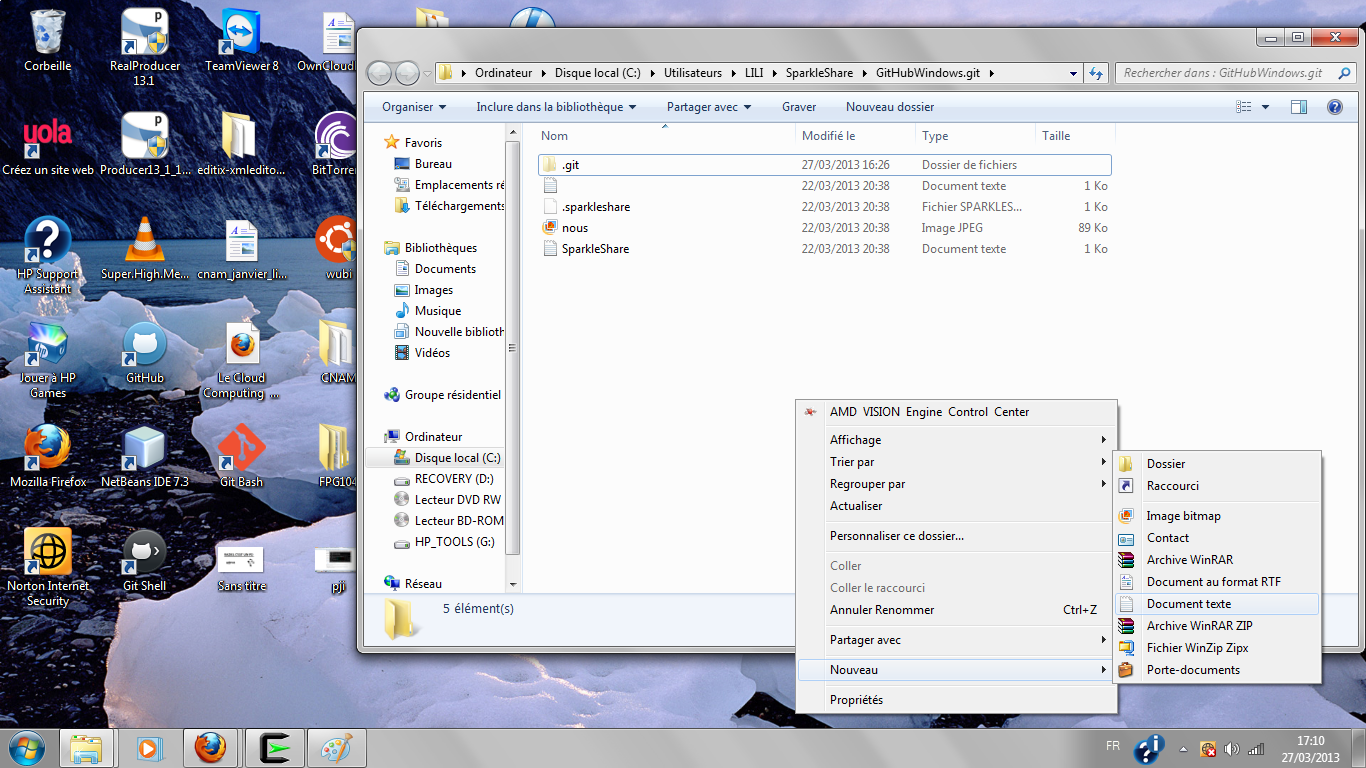 Corbeille
RealProducer
13.1
TeamViewer 8
OwnCloud
uola
Créez un site web
Producer13_1_1...
editix-xmledito...
BitTorre
HP Support
Assistant
Super.High.Me...
cnam_janvier_li...
wubi
Jouer à HP
Games
GitHub
Le Cloud
Computing ...
CNAM
Mozilla Firefox
NetBeans IDE 7.3
Git Bash
FPG104
Norton Internet
Security
Git Shell
Sans titre
pji
Ordinateur
Disque local (C:)
Utilisateurs
LILI
SparkleShare
GitHubWindows.git
Rechercher dans : GitHubWindows.git
Organiser
Inclure dans la bibliothèque
Partager avec
Graver
Nouveau dossier
Favoris
Bureau
Emplacements ré
Téléchargements
Bibliothèques
Documents
Images
Musique
Nouvelle biblioth
Vidéos
Groupe résidentiel
Ordinateur
Disque local (C:)
RECOVERY (D:)
Lecteur DVD RW
Lecteur BD-ROM
HP_TOOLS (G:)
Réseau
Nom Modifié le Type Taille
.git 27/03/2013 16:26 Dossier de fichiers
22/03/2013 20:38 Document texte 1 Ko
.sparkleshare 22/03/2013 20:38 Fichier SPARKLES... 1 Ko
nous 22/03/2013 20:38 Image JPEG 89 Ko
SparkleShare 22/03/2013 20:38 Document texte 1 Ko
5 élément(s)
AMD VISION Engine Control Center
Affichage
Trier par
Regrouper par
Actualiser
Personnaliser ce dossier...
Coller
Coller le raccourci
Annuler Renommer Ctrl+Z
Partager avec
Nouveau
Propriétés
Dossier
Raccourci
Image bitmap
Contact
Archive WinRAR
Document au format RTF
Document texte
Archive WinRAR ZIP
Fichier WinZip Zipx
Porte-documents
FR
17:10
27/03/2013